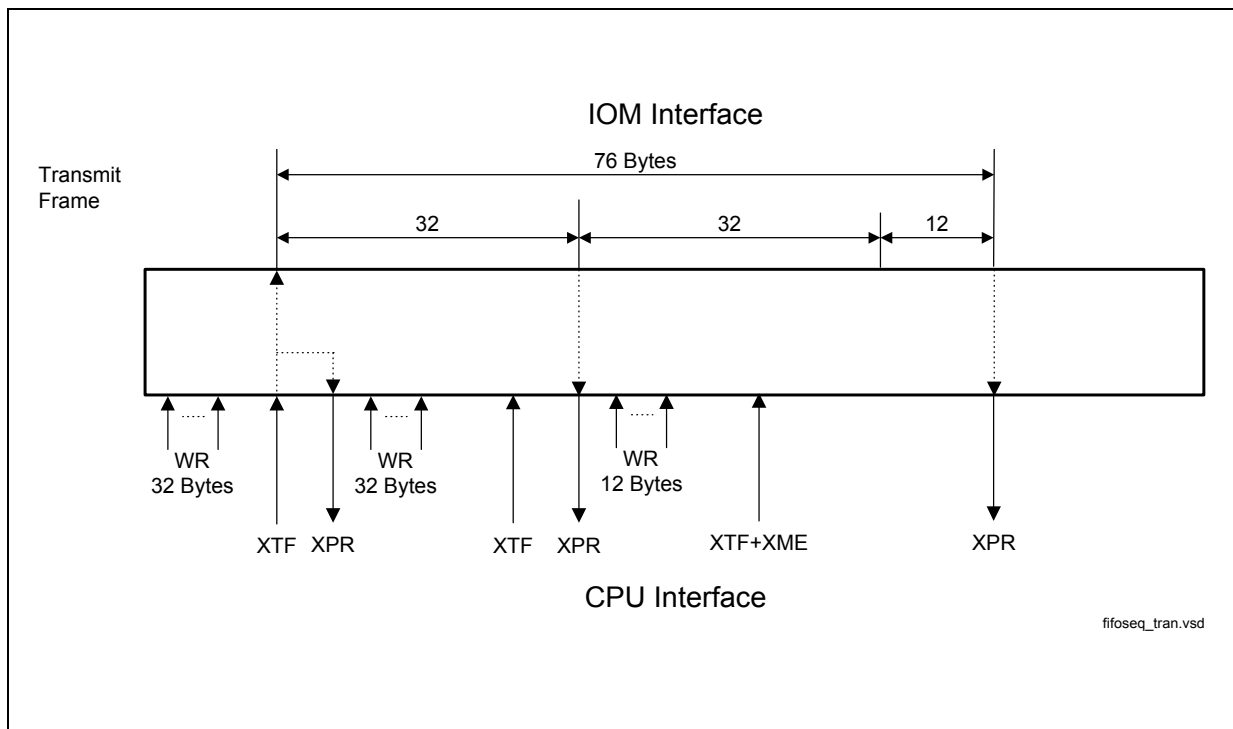 IOM Interface
76 Bytes
Transmit
Frame
32
32
12
WR
32 Bytes
WR
32 Bytes
WR
12 Bytes
XTF
XPR
XTF
XPR
XTF+XME
XPR
CPU Interface
fifoseq_tran.vsd